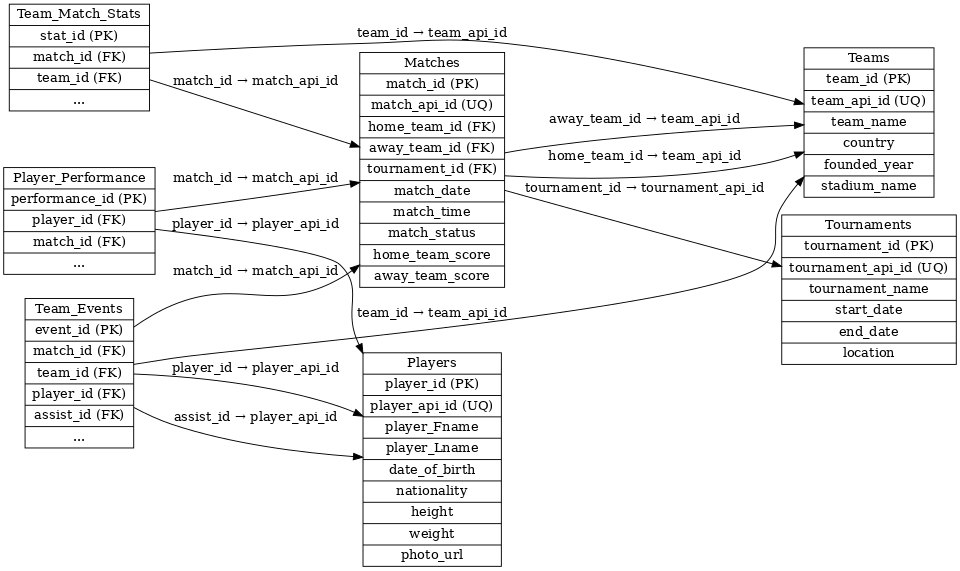 Team_Match_Stats
stat_id (PK)
match_id (FK)
team_id (FK)
...
Player_Performance
performance_id (PK)
player_id (FK)
match_id (FK)
...
Team_Events
event_id (PK)
match_id (FK)
team_id (FK)
player_id (FK)
assist_id (FK)
...
team_id → team_api_id
match_id → match_api_id
match_id → match_api_id
player_id → player_api_id
match_id → match_api_id
team_id → team_api_id
player_id → player_api_id
assist_id → player_api_id
Matches
match_id (PK)
match_api_id (UQ)
home_team_id (FK)
away_team_id (FK)
tournament_id (FK)
match_date
match_time
match_status
home_team_score
away_team_score
Players
player_id (PK)
player_api_id (UQ)
player_Fname
player_Lname
date_of_birth
nationality
height
weight
photo_url
away_team_id → team_api_id
home_team_id → team_api_id
tournament_id → tournament_api_id
Teams
team_id (PK)
team_api_id (UQ)
team_name
country
founded_year
stadium_name
Tournaments
tournament_id (PK)
tournament_api_id (UQ)
tournament_name
start_date
end_date
location